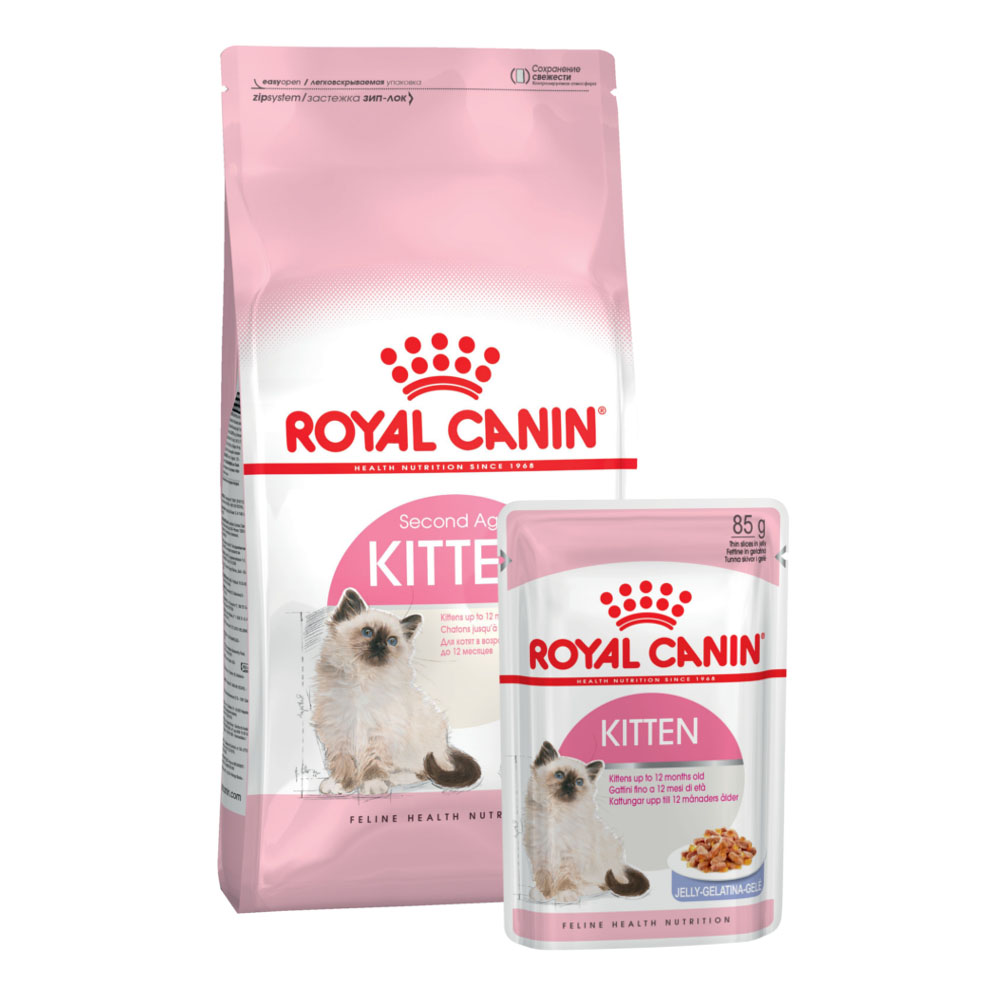 easyopen / легковскрываемая упаковка
zipsystem/застежка ЗИП-ЛОК
Сохранение
свежести
ROYAL CANIN®
HEALTH NUTRITION SINCE 1968
Second Ag
KITTE
Kittens up to 12 m
Chatons jusqu'à
Для котят в возра
до 12 месяцев
FELINE HEALTH NUTR
85 g
Thin slices in jelly
Fettine in gelatina
Tunna skivor i gelé
ROYAL CANIN®
HEALTH NUTRITION SINCE 1968
KITTEN
Kittens up to 12 months old
Gattini fino a 12 mesi di età
Kattungar upp till 12 månaders ålder
JELLY-GELATINA-GELÉ
FELINE HEALTH NUTRITION